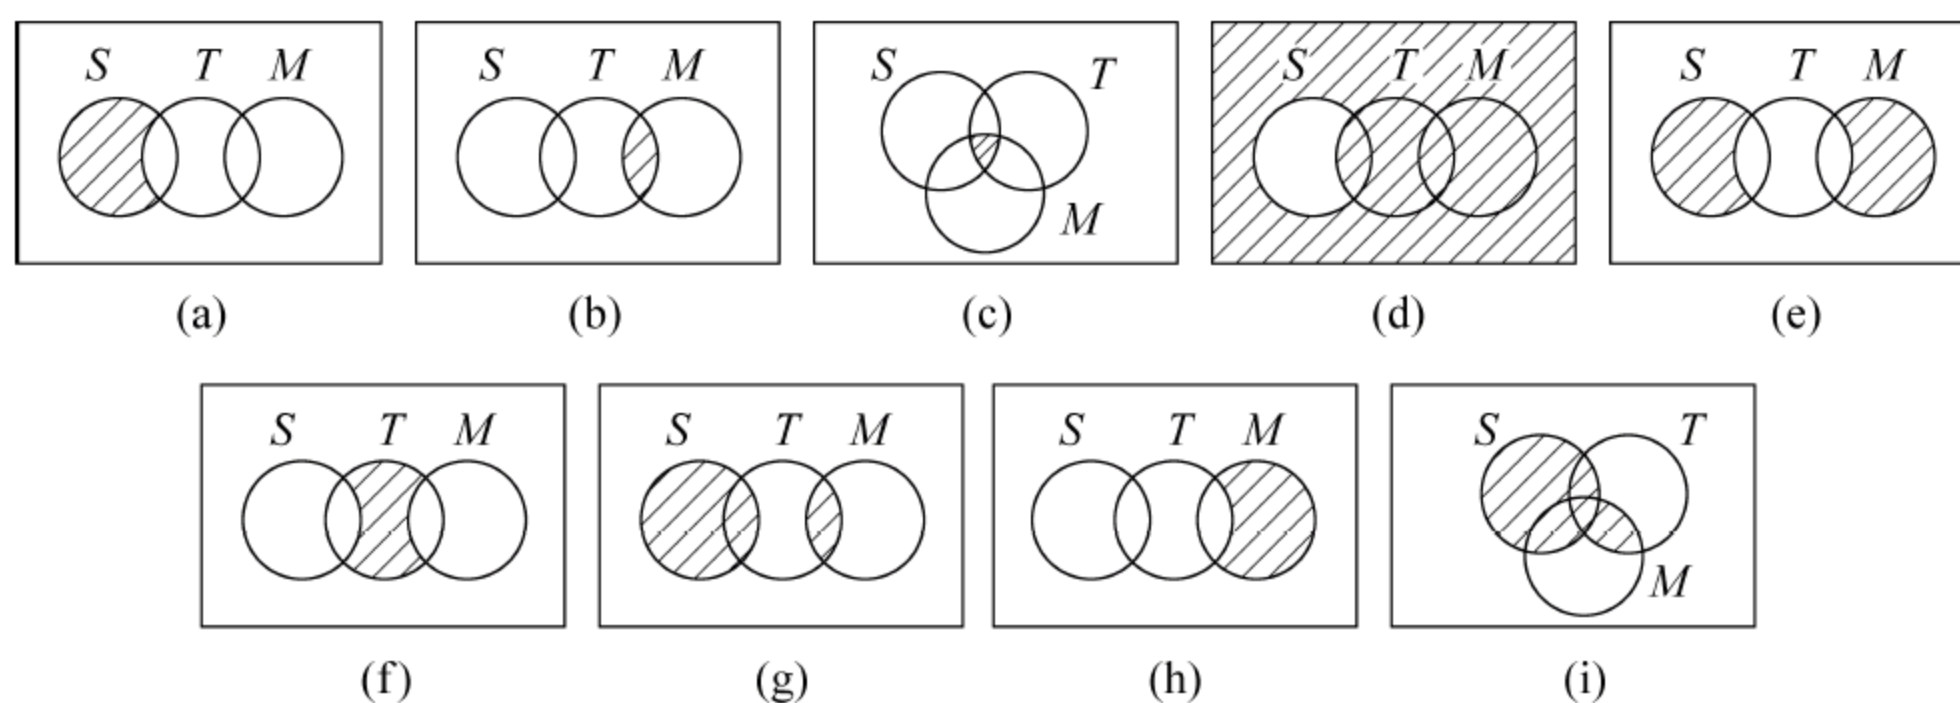 S T M S T M S T M S T M S T M
(a) (b) (c) (d) (e)
S T M S T M S T M S T M
(f) (g) (h) (i)